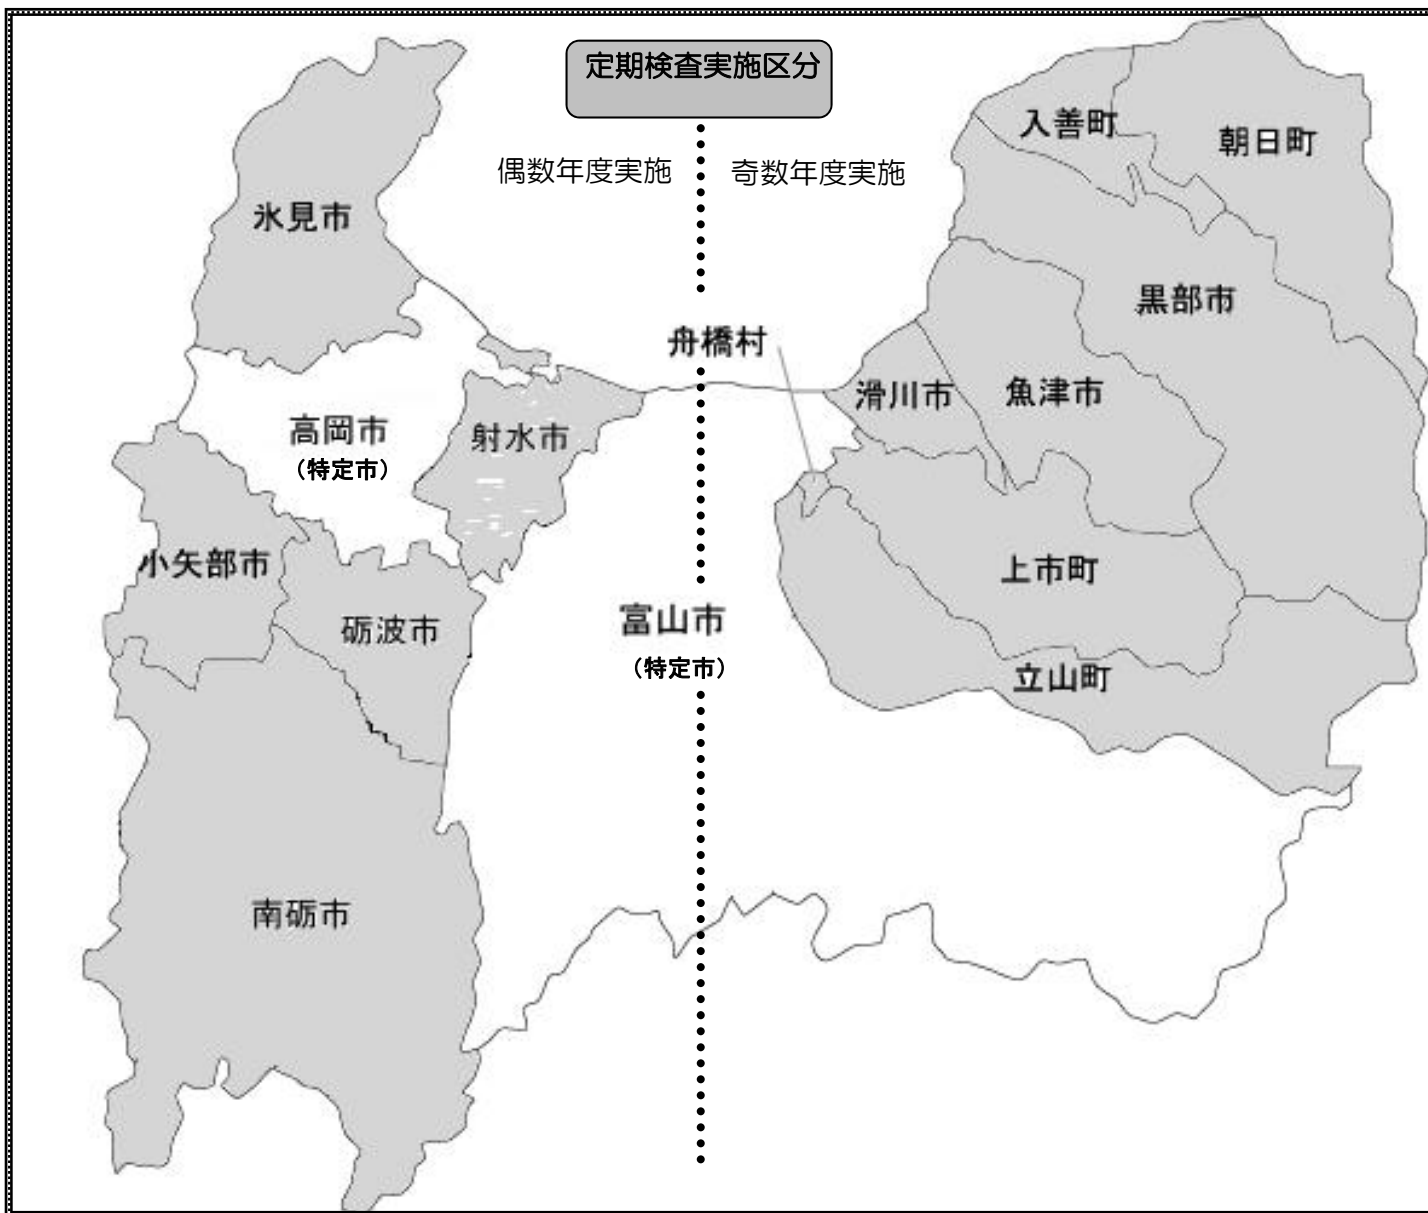 定期検査実施区分
偶数年度実施
奇数年度実施
入善町
朝日町
氷見市
黒部市
舟橋村
滑川市
魚津市
高岡市
（特定市）
射水市
小矢部市
砺波市
上市町
富山市
（特定市）
立山町
南砺市